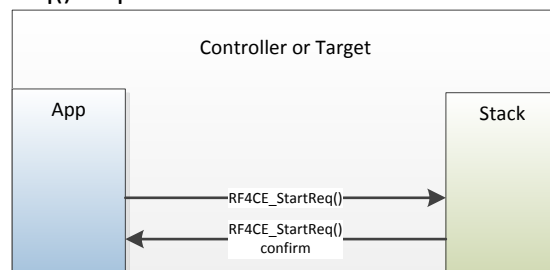 Controller or Target
App
Stack
RF4CE_StartReq()
RF4CE_StartReq()
confirm